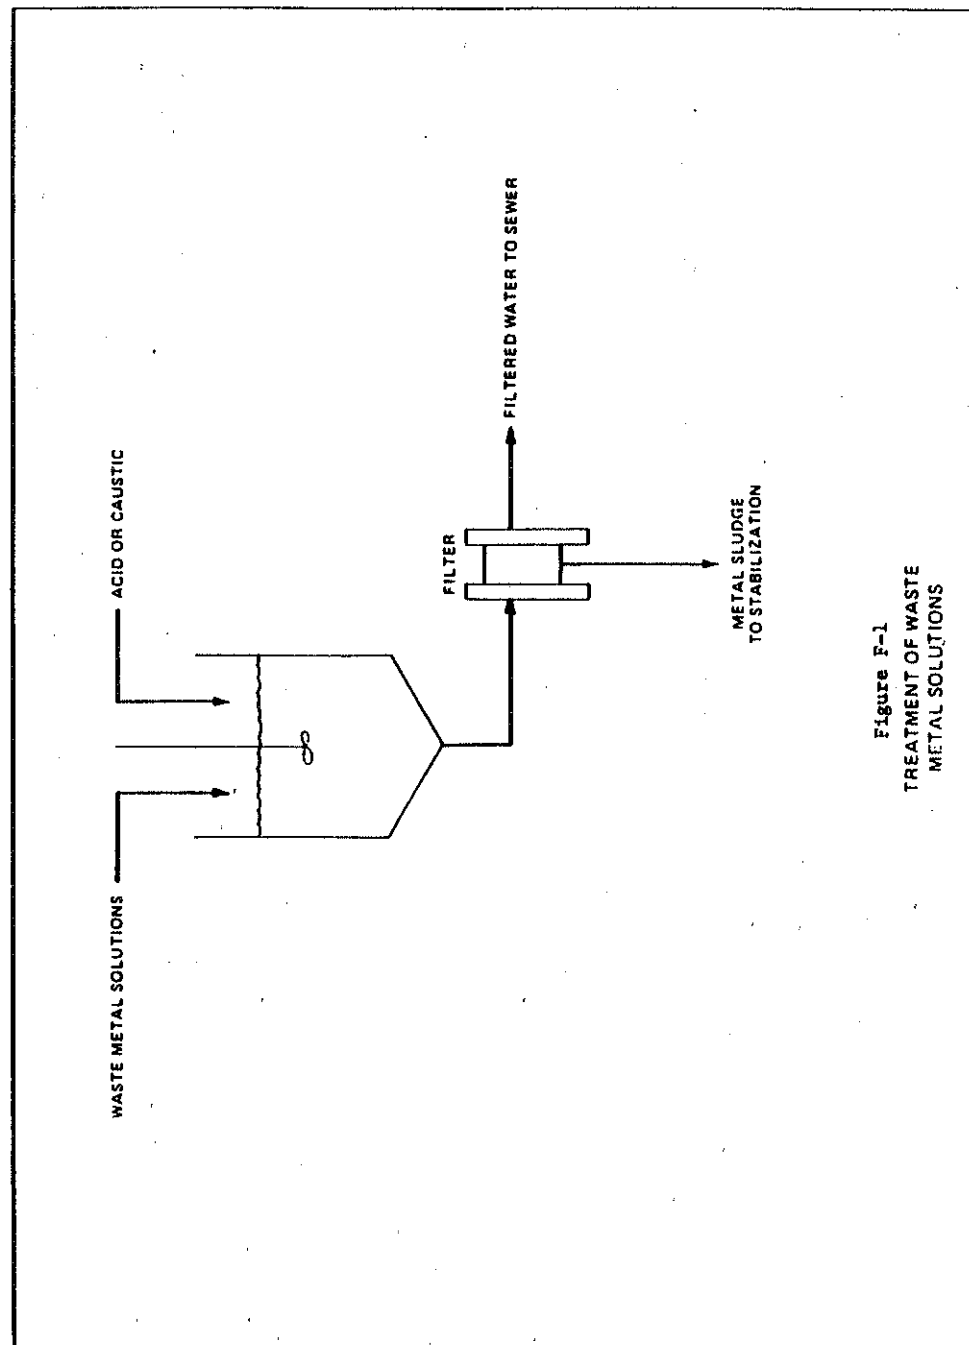 WASTE METAL SOLUTIONS
ACID OR CAUSTIC
FILTER
FILTERED WATER TO SEWER
METAL SLUDGE
TO STABILIZATION
Figure F-1
TREATMENT OF WASTE
METAL SOLUTIONS